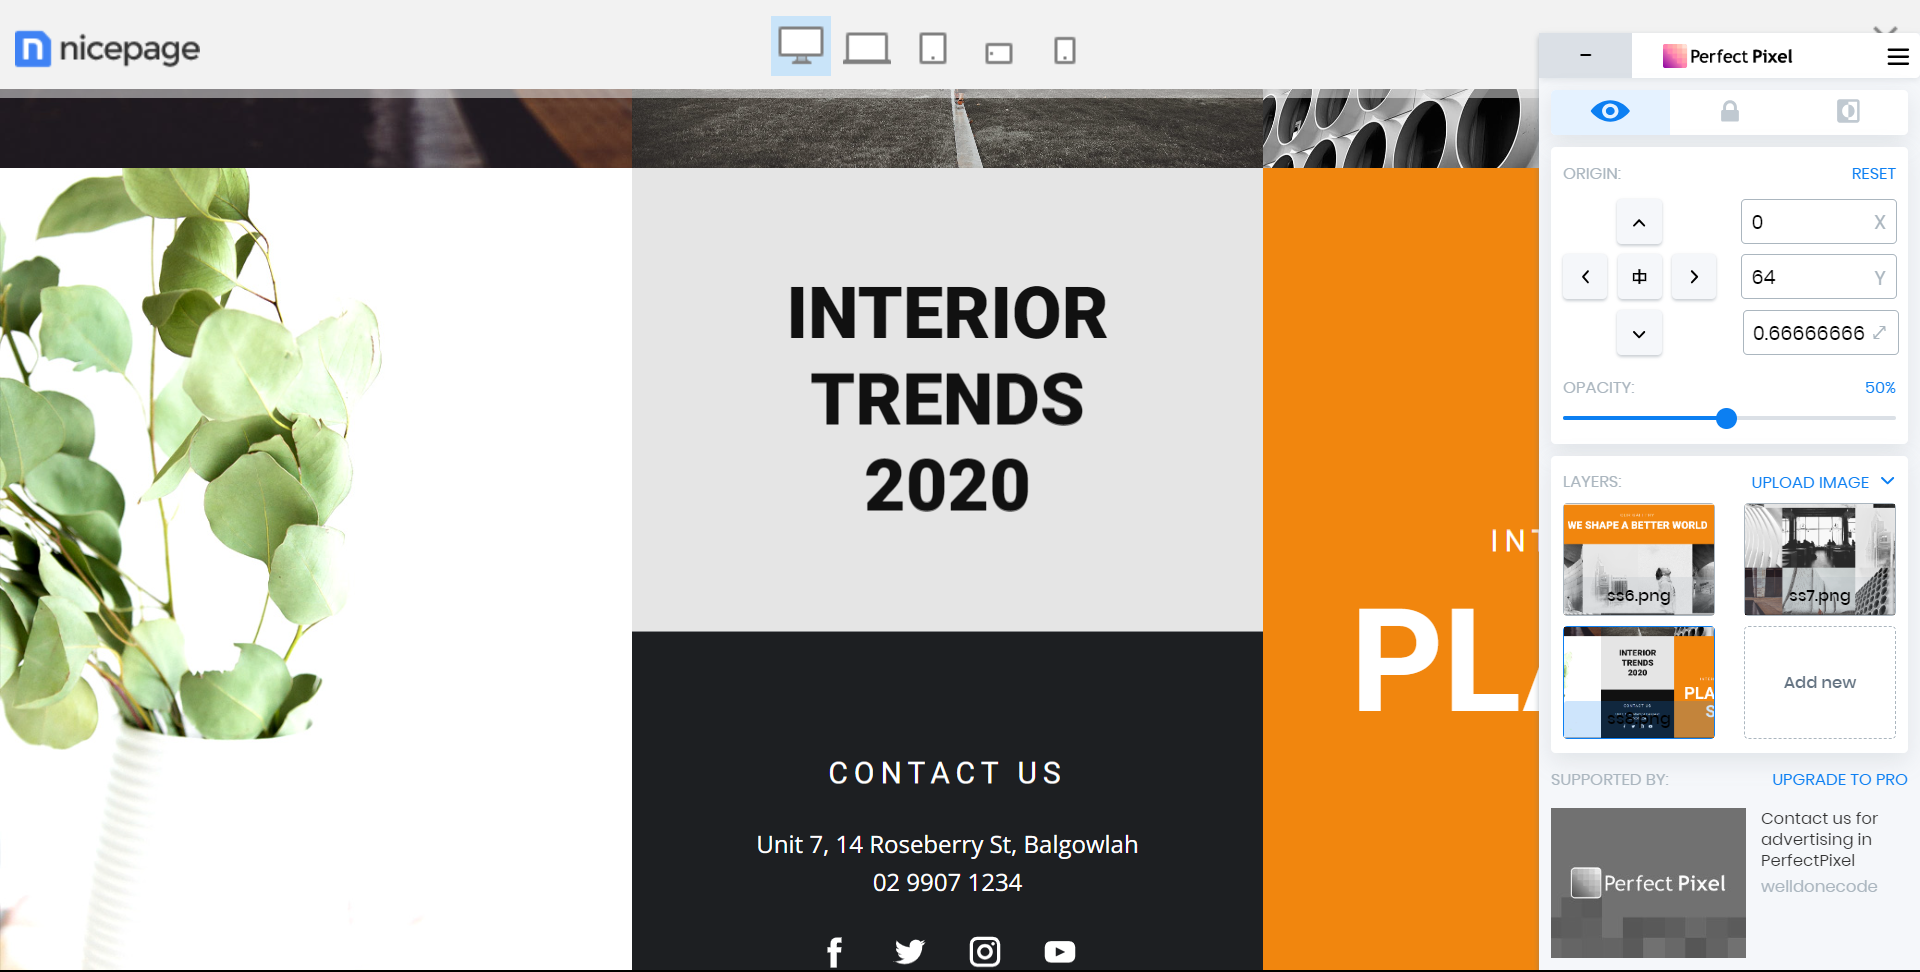 nicepage
Perfect Pixel
ORIGIN:
RESET
0
X
64
Y
0.66666666
OPACITY:
50%
INTERIOR
TRENDS
2020
INT
PLA
CONTACT US
Unit 7, 14 Roseberry St, Balgowlah
02 9907 1234
LAYERS:
UPLOAD IMAGE
WE SHAPE A BETTER WORLD
ss6.png
ss7.png
INTERIOR
TRENDS
2020
PLA
S
CONTACT US
ss8.png
Add new
SUPPORTED BY:
UPGRADE TO PRO
Perfect Pixel
Contact us for
advertising in
PerfectPixel
welldonecode